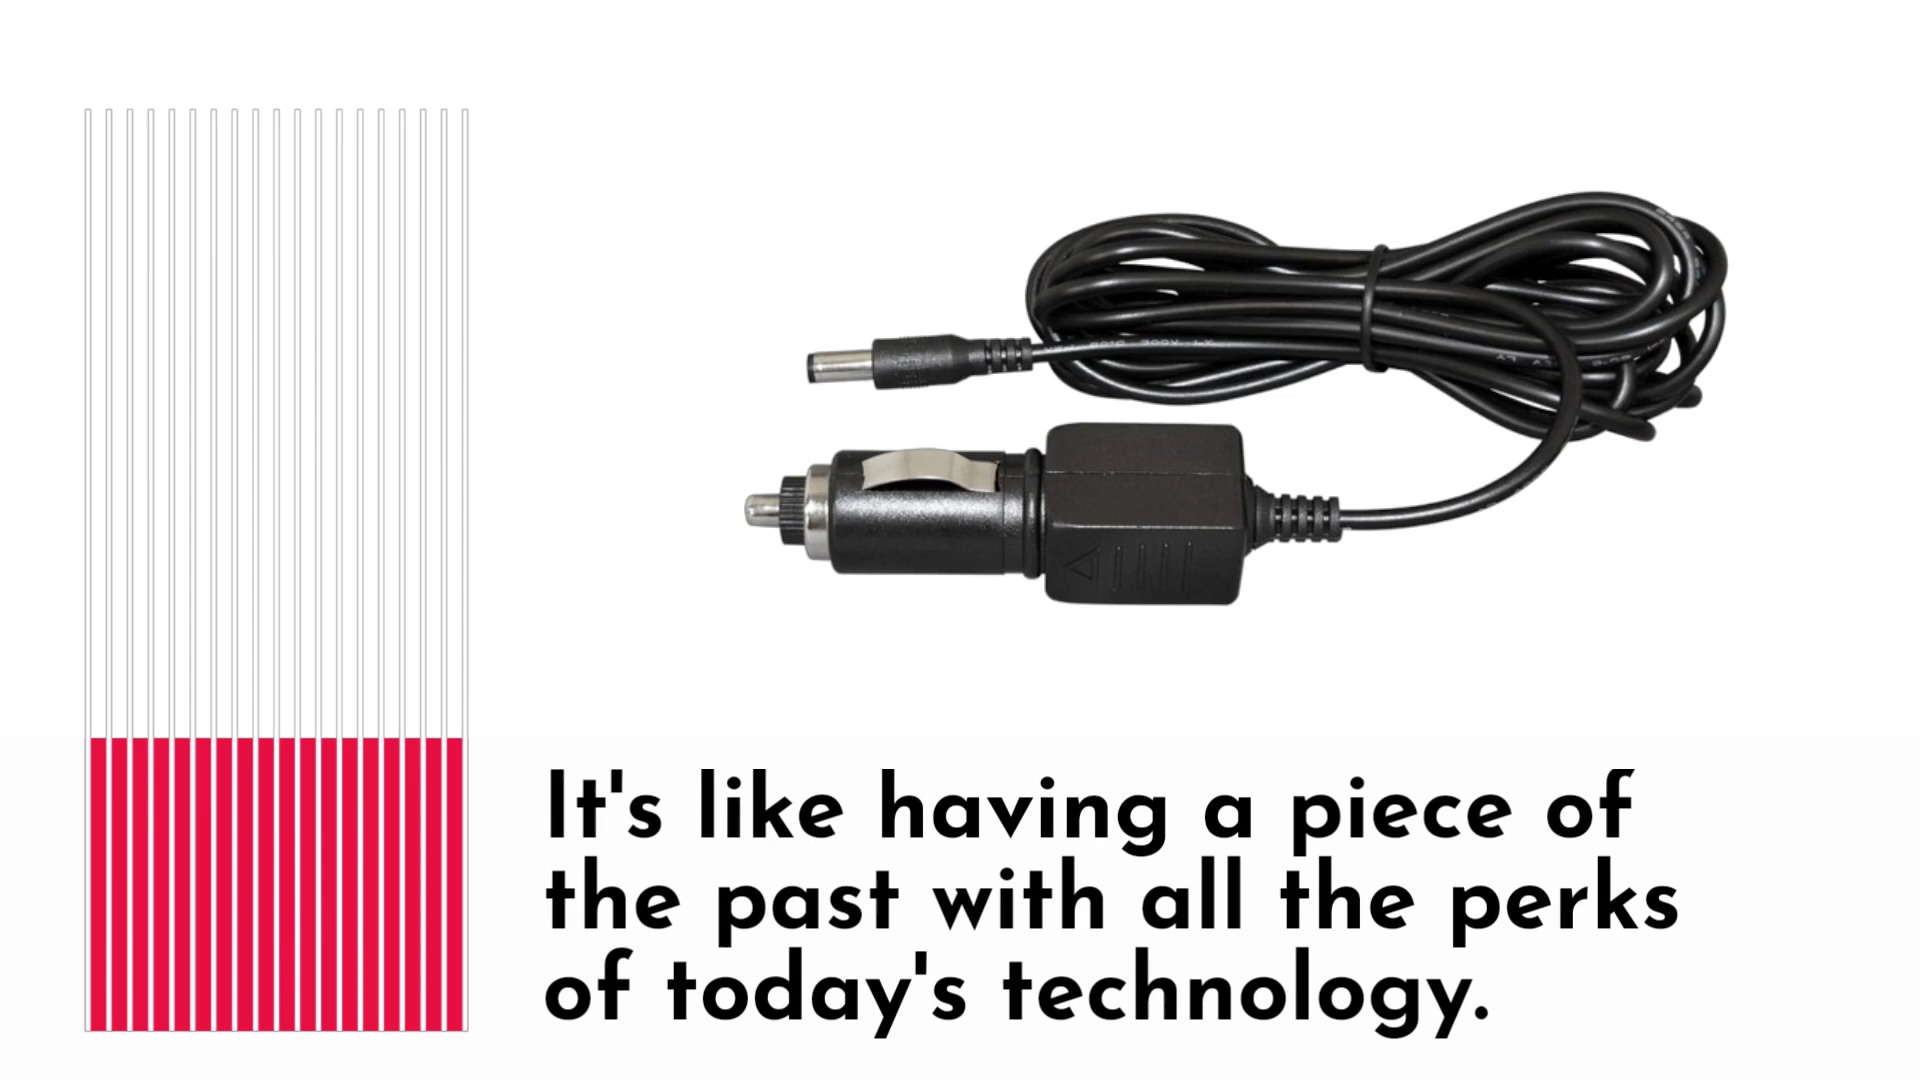 It's like having a piece of
the past with all the perks
of today's technology.